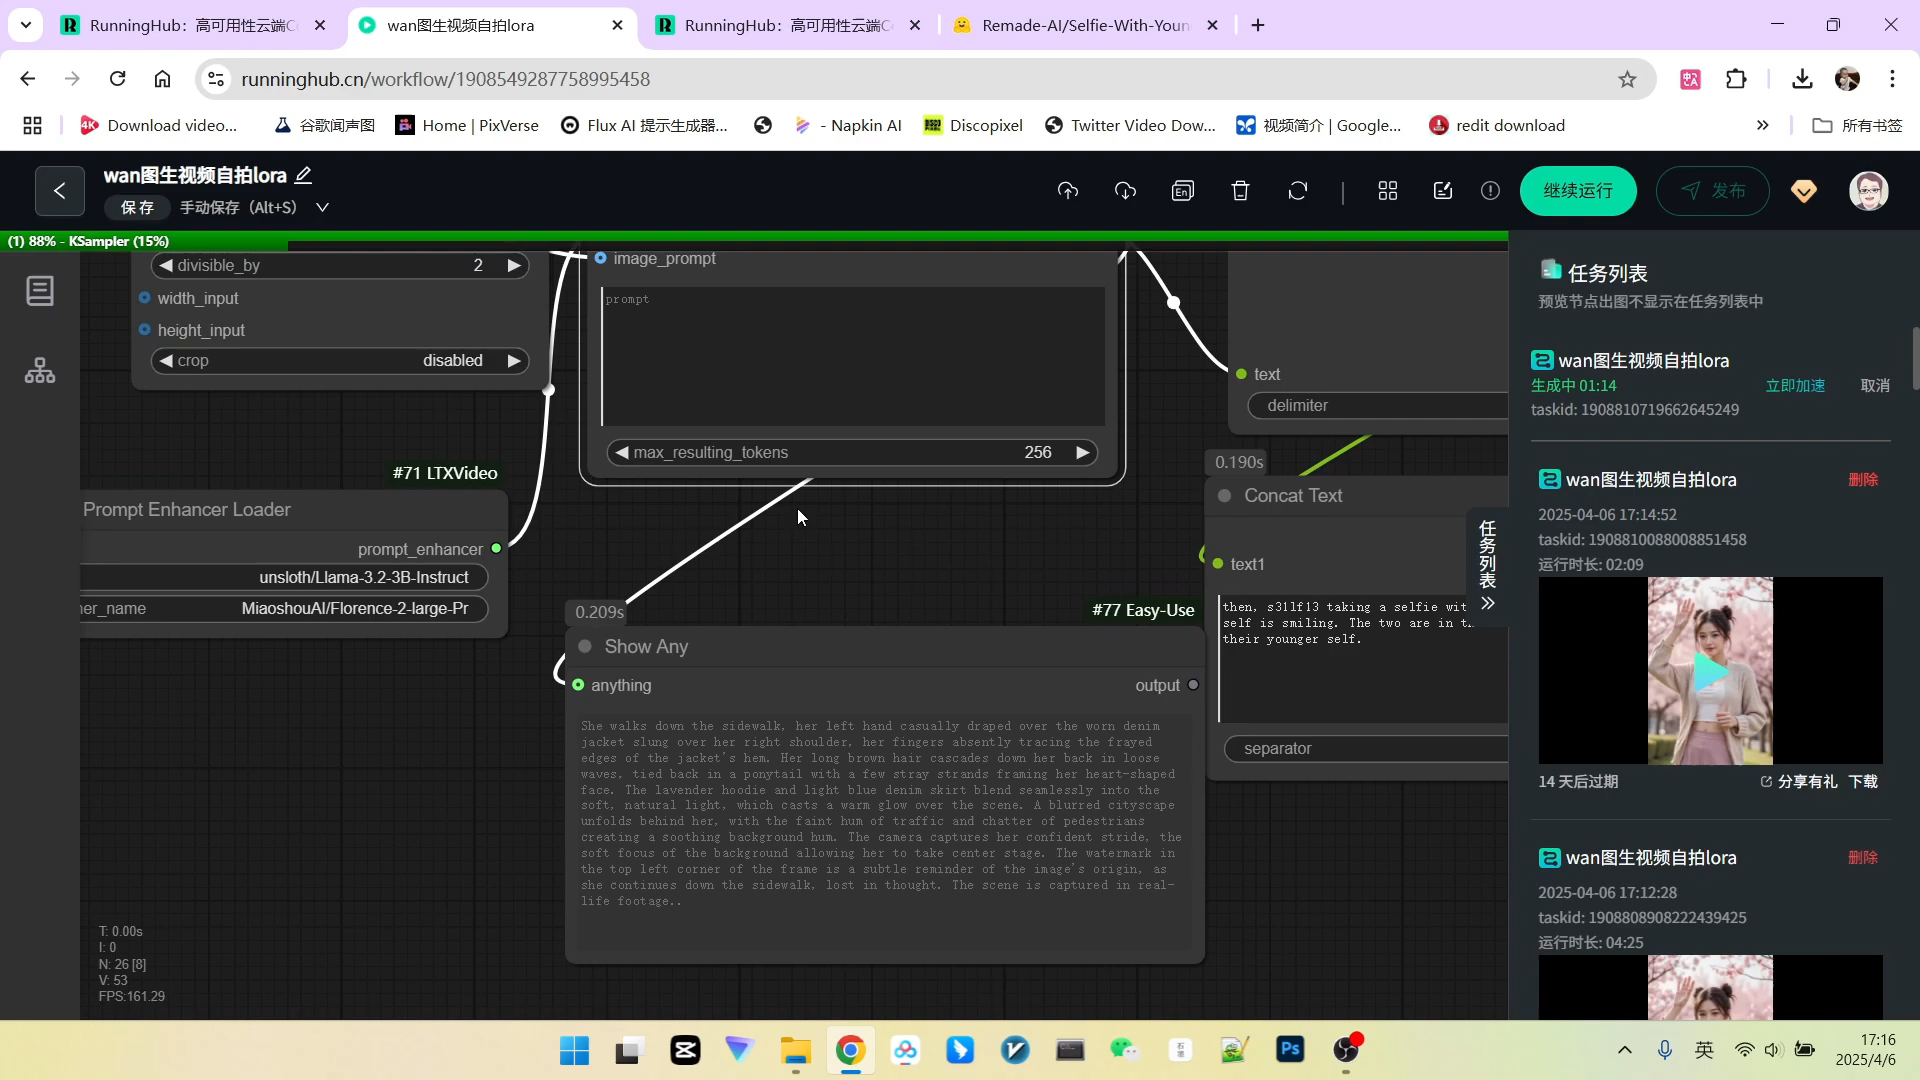 RunningHub：高可用性云端C
wan图生视频自拍lora
RunningHub：高可用性云端C
Remade-AI/Selfie-With-Youn
runninghub.cn/workflow/1908549287758995458
Download video...
谷歌闻声图
Home | PixVerse
Flux AI 提示生成器...
- Napkin AI
Discopixel
Twitter Video Dow...
视频简介 | Google...
redit download
所有书签
wan图生视频自拍lora
保存
手动保存（Alt+S）
En
继续运行
发布
(1) 88% - KSampler (15%)
divisible_by
2
width_input
height_input
crop
disabled
image_prompt
prompt
max_resulting_tokens
256
text
delimiter
#71 LTXVideo
Prompt Enhancer Loader
prompt_enhancer
unsloth/Llama-3.2-3B-Instruct
ner_name
MiaoshouAI/Florence-2-large-Pr
0.190s
Concat Text
text1
then, s31lf13 taking a selfie wit
self is smiling. The two are in t
their younger self.
separator
0.209s
#77 Easy-Use
Show Any
anything
output
She walks down the sidewalk, her left hand casually draped over the worn denim
jacket slung over her right shoulder, her fingers absently tracing the frayed
edges of the jacket's hem. Her long brown hair cascades down her back in loose
waves, tied back in a ponytail with a few stray strands framing her heart-shaped
face. The lavender hoodie and light blue denim skirt blend seamlessly into the
soft, natural light, which casts a warm glow over the scene. A blurred cityscape
unfolds behind her, with the faint hum of traffic and chatter of pedestrians
creating a soothing background hum. The camera captures her confident stride, the
soft focus of the background allowing her to take center stage. The watermark in
the top left corner of the frame is a subtle reminder of the image's origin, as
she continues down the sidewalk, lost in thought. The scene is captured in real-
life footage..
T: 0.00s
I: 0
N: 26 [8]
V: 53
FPS:161.29
任务列表
任务列表
预览节点出图不显示在任务列表中
wan图生视频自拍lora
生成中 01:14
立即加速
取消
taskid: 1908810719662645249
wan图生视频自拍lora
删除
2025-04-06 17:14:52
taskid: 1908810088008851458
运行时长: 02:09
14 天后过期
分享有礼
下载
wan图生视频自拍lora
删除
2025-04-06 17:12:28
taskid: 1908808908222439425
运行时长: 04:25
Ps
英
17:16
2025/4/6